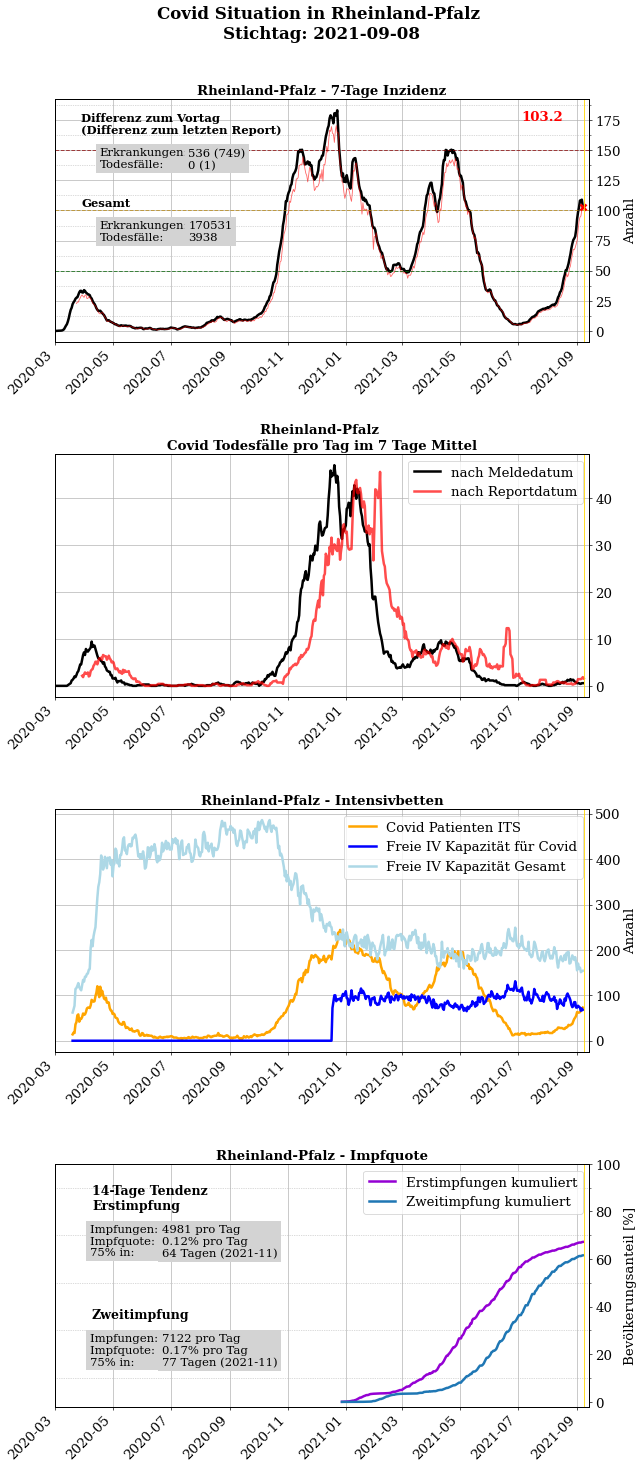 Covid Situation in Rheinland-Pfalz
Stichtag: 2021-09-08
Rheinland-Pfalz - 7-Tage Inzidenz
Differenz zum Vortag
(Differenz zum letzten Report)
Erkrankungen 536 (749)
Todesfälle: 0 (1)
Gesamt
Erkrankungen 170531
Todesfälle: 3938
103.2
175
150
125
100
75
50
25
0
Anzahl
2020-03
2020-05
2020-07
2020-09
2020-11
2021-01
2021-03
2021-05
2021-07
2021-09
Rheinland-Pfalz
Covid Todesfälle pro Tag im 7 Tage Mittel
nach Meldedatum
nach Reportdatum
40
30
20
10
0
2020-03
2020-05
2020-07
2020-09
2020-11
2021-01
2021-03
2021-05
2021-07
2021-09
Rheinland-Pfalz - Intensivbetten
Covid Patienten ITS
Freie IV Kapazität für Covid
Freie IV Kapazität Gesamt
500
400
300
200
100
0
Anzahl
2020-03
2020-05
2020-07
2020-09
2020-11
2021-01
2021-03
2021-05
2021-07
2021-09
Rheinland-Pfalz - Impfquote
14-Tage Tendenz
Erstimpfung
Impfungen: 4981 pro Tag
Impfquote: 0.12% pro Tag
75% in: 64 Tagen (2021-11)
Zweitimpfung
Impfungen: 7122 pro Tag
Impfquote: 0.17% pro Tag
75% in: 77 Tagen (2021-11)
Erstimpfungen kumuliert
Zweitimpfung kumuliert
100
80
60
40
20
0
Bevölkerungsanteil [%]
2020-03
2020-05
2020-07
2020-09
2020-11
2021-01
2021-03
2021-05
2021-07
2021-09